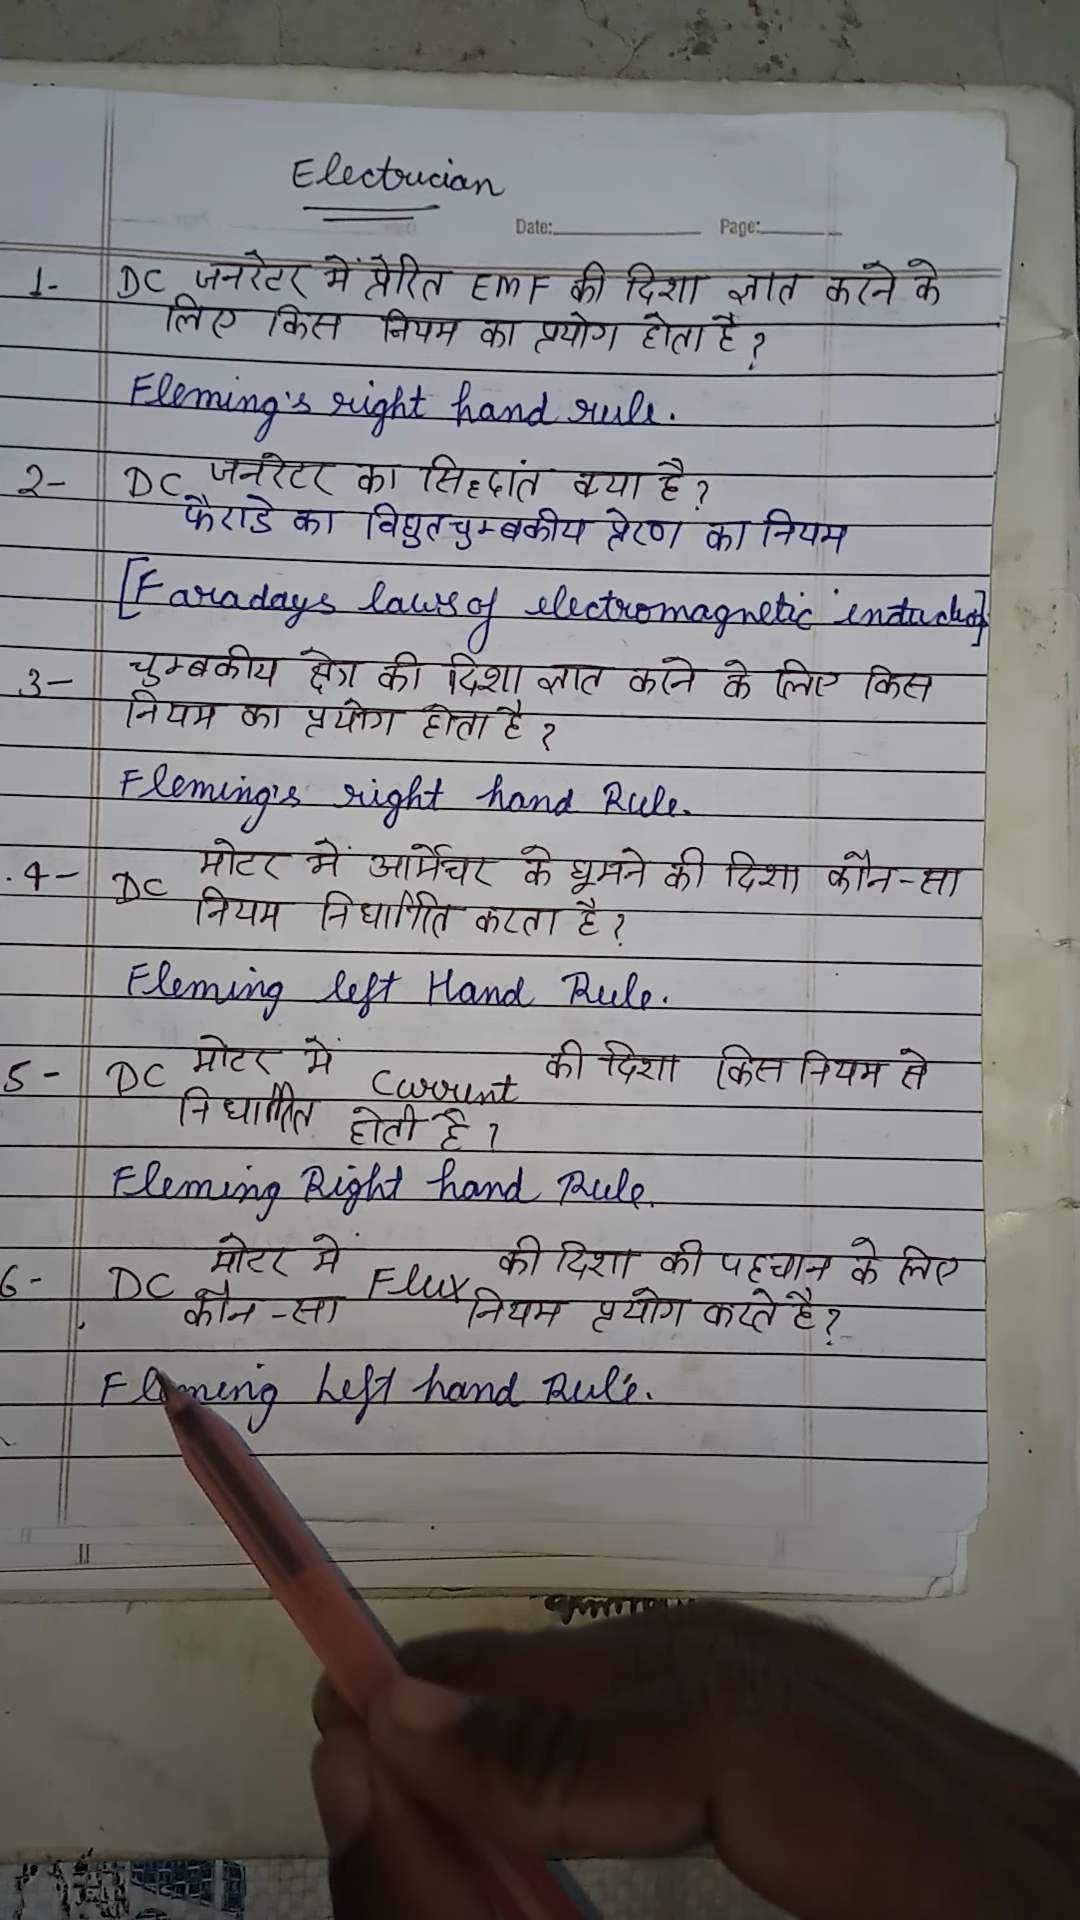 Electrician
Date:
Page:
1- DC जनरेटर में प्रेरित EMF की दिशा ज्ञात करने के
लिए किस नियम का प्रयोग होता है?
Fleming's right hand rule.
2- DC जनरेटर का सिद्दांत क्या है?
फैराडे का विद्युतचुम्बकीय प्रेरण का नियम
[Faradays laws of electromagnetic
3- चुम्बकीय क्षेत्र की दिशा ज्ञात करने के लिए किस
नियम का प्रयोग होता है?
Fleming's right hand Rule.
4- DC मोटर में आर्मेचर के घूमने की दिशा कौन-सा
नियम निर्धारित करता है?
Fleming left Hand Rule.
5- DC मोटर में Current की दिशा किस नियम से
निर्धारित होती है?
Fleming Right hand Rule.
6- DC मोटर में Flux की दिशा की पहचान के लिए
कौन-सा नियम प्रयोग करते है?
Fleming Left hand Rule.